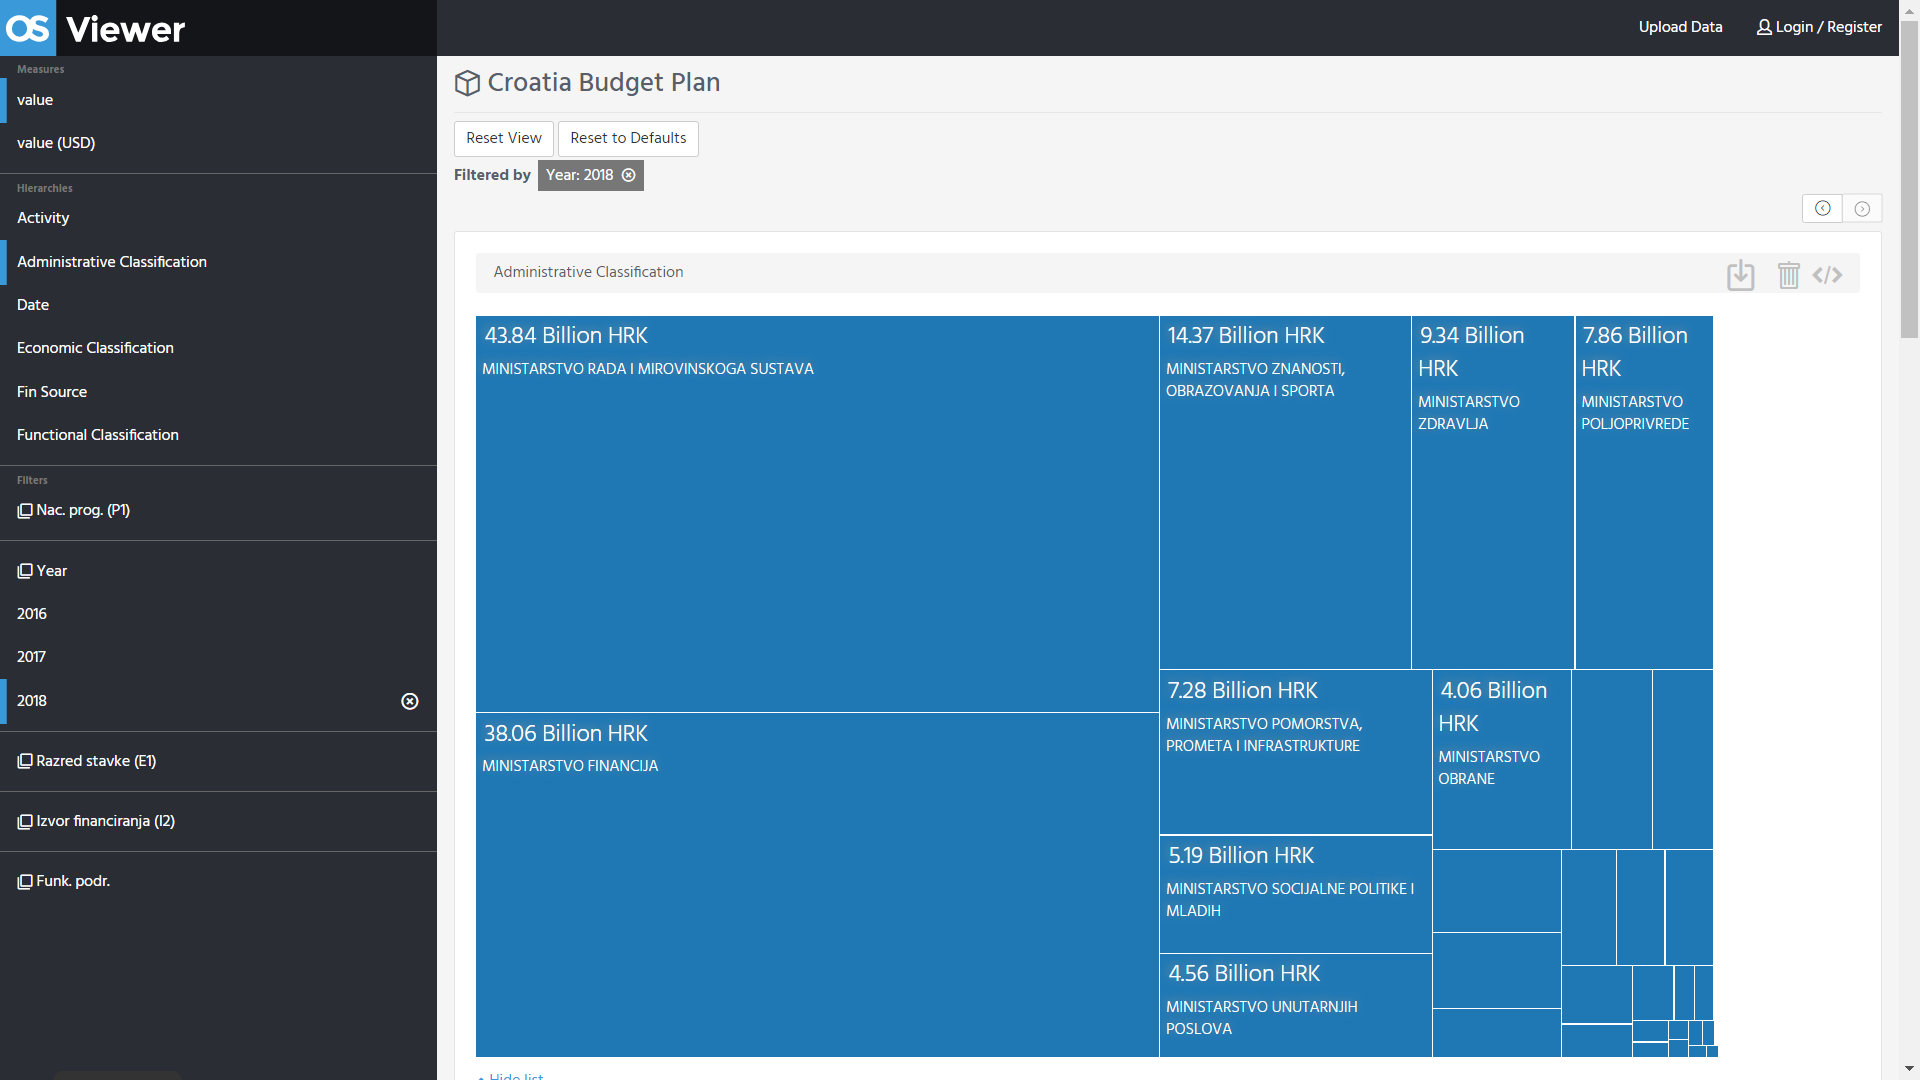 OS Viewer
Upload Data
Login / Register
Measures
value
value (USD)
Hierarchies
Activity
Administrative Classification
Date
Economic Classification
Fin Source
Functional Classification
Filters
Nac. prog. (P1)
Year
2016
2017
2018
Razred stavke (E1)
Izvor financiranja (I2)
Funk. podr.
Croatia Budget Plan
Reset View
Reset to Defaults
Filtered by
Year: 2018
Administrative Classification
43.84 Billion HRK
MINISTARSTVO RADA I MIROVINSKOGA SUSTAVA
38.06 Billion HRK
MINISTARSTVO FINANCIJA
14.37 Billion HRK
MINISTARSTVO ZNANOSTI,
OBRAZOVANJA I SPORTA
9.34 Billion
HRK
MINISTARSTVO
ZDRAVLJA
7.86 Billion
HRK
MINISTARSTVO
POLJOPRIVREDE
7.28 Billion HRK
MINISTARSTVO POMORSTVA,
PROMETA I INFRASTRUKTURE
4.06 Billion
HRK
MINISTARSTVO
OBRANE
5.19 Billion HRK
MINISTARSTVO SOCIJALNE POLITIKE I
MLADIH
4.56 Billion HRK
MINISTARSTVO UNUTARNJIH
POSLOVA
Hide list